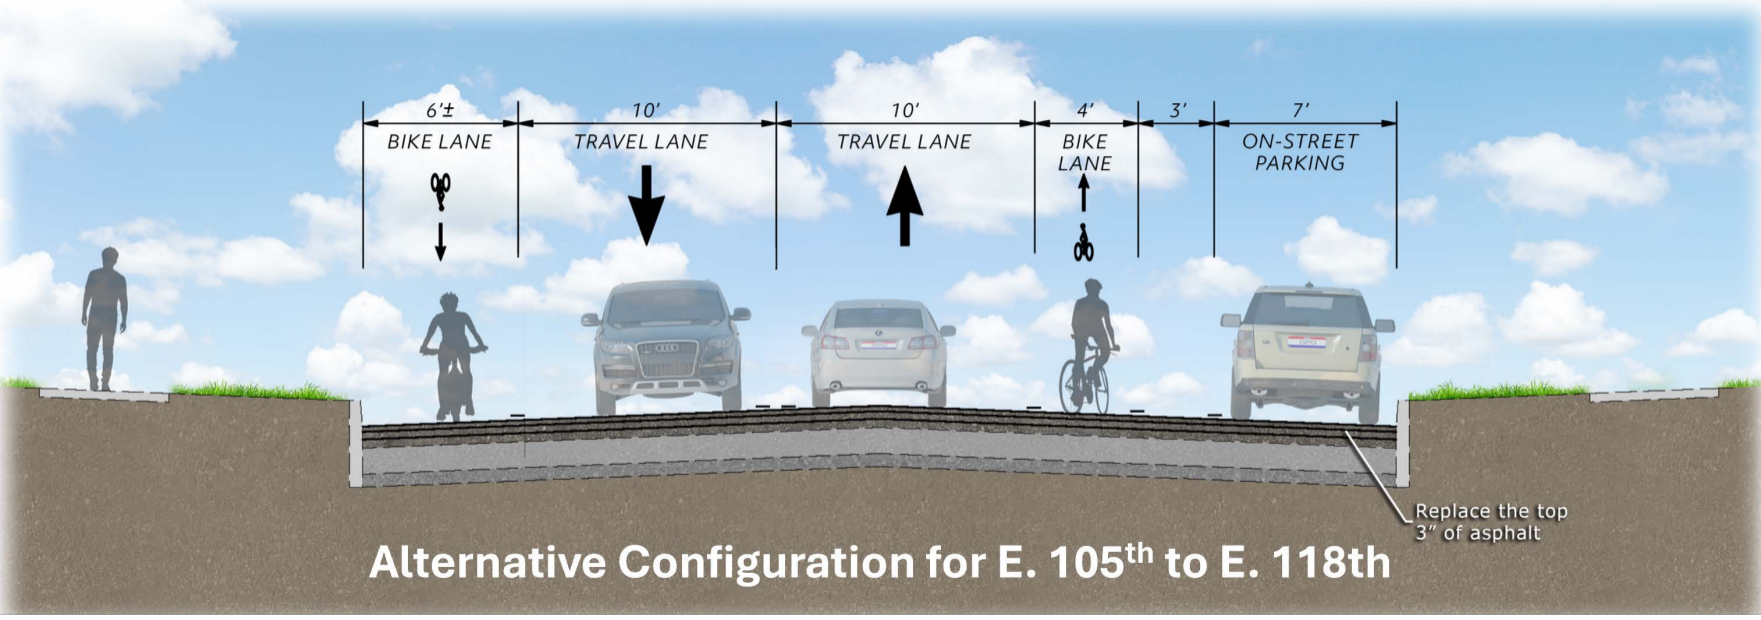 6'±
10'
10'
4'
3'
7'
BIKE LANE
TRAVEL LANE
TRAVEL LANE
BIKE
LANE
ON-STREET
PARKING
Replace the top
3" of asphalt
Alternative Configuration for E. 105th to E. 118th